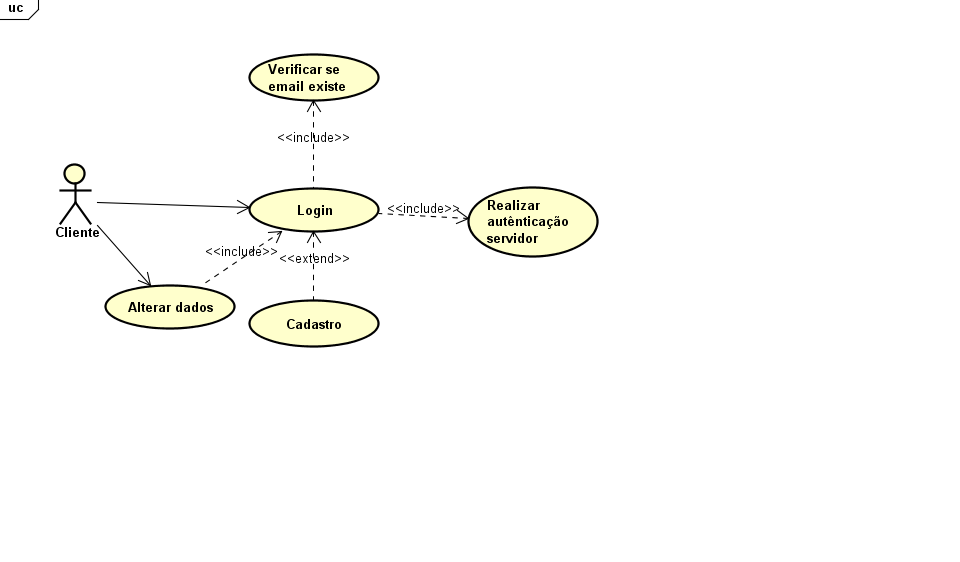 uc
Verificar se
email existe
<<include>>
Login
<<include>>
Realizar
autênticação
servidor
Cliente
<<include>>
<<extend>>
Alterar dados
Cadastro